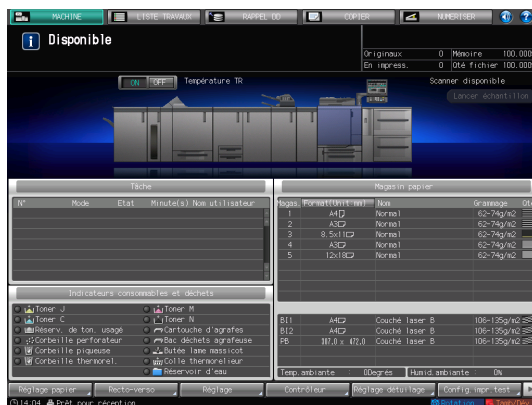 MACHINE
LISTE TRAVAUX
RAPPEL DD
COPIER
NUMERISER
Disponible
Originaux 0 Mémoire 100.000
En impress. 0 Qté fichier 100.000
ON OFF Température TR
Scanner disponible
Lancer échantillon
Tâche
N° Mode Etat Minute(s) Nom utilisateur
Magasin papier
Magas. Format(Unit:mm) Nom Grammage Qté
1 A4 Normal 62-74g/m2
2 A3 Normal 62-74g/m2
3 8.5x11 Normal 62-74g/m2
4 A3 Normal 62-74g/m2
5 12x18 Normal 62-74g/m2
BI1 A4 Couché laser B 106-135g/m2
BI2 A4 Couché laser B 106-135g/m2
PB Couché laser B 106-135g/m2
Temp.ambiante : 0Degrés Humid.ambiante : 0%
Indicateurs consommables et déchets
Toner J
Toner M
Toner C
Toner N
Réserv. de ton. usagé
Cartouche d'agrafes
Corbeille perforateur
Bac déchets agrafeuse
Corbeille piqueuse
Butée lame massicot
Corbeille thermorel.
Colle thermorelieur
Réservoir d'eau
Réglage papier
Recto-verso
Réglage
Contrôleur
Réglage détuilage
Config.impr.test
14:04 Prêt pour réception
Rotation